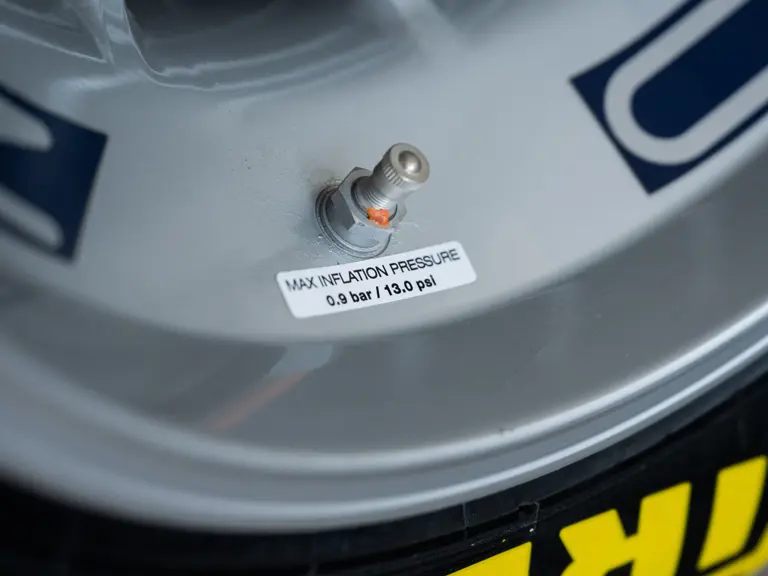 MAX INFLATION PRESSURE
0.9 bar / 13.0 psi